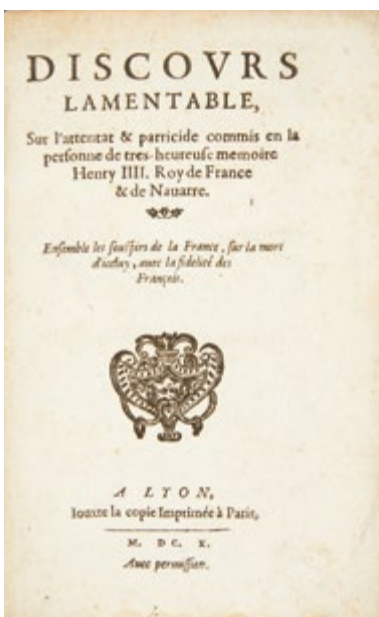 DISCOVRS
LAMENTABLE,
Sur l'attentat & parricide commis en la
personne de tres-heureuse memoire
Henry IIII. Roy de France
& de Nauarre.
Ensemble les souspirs de la France, sur la mort
d'iceluy, auec la fidelité des
François.
A LYON,
Iouxte la copie Imprimée à Paris,
M. DC. X.
Auec permission.